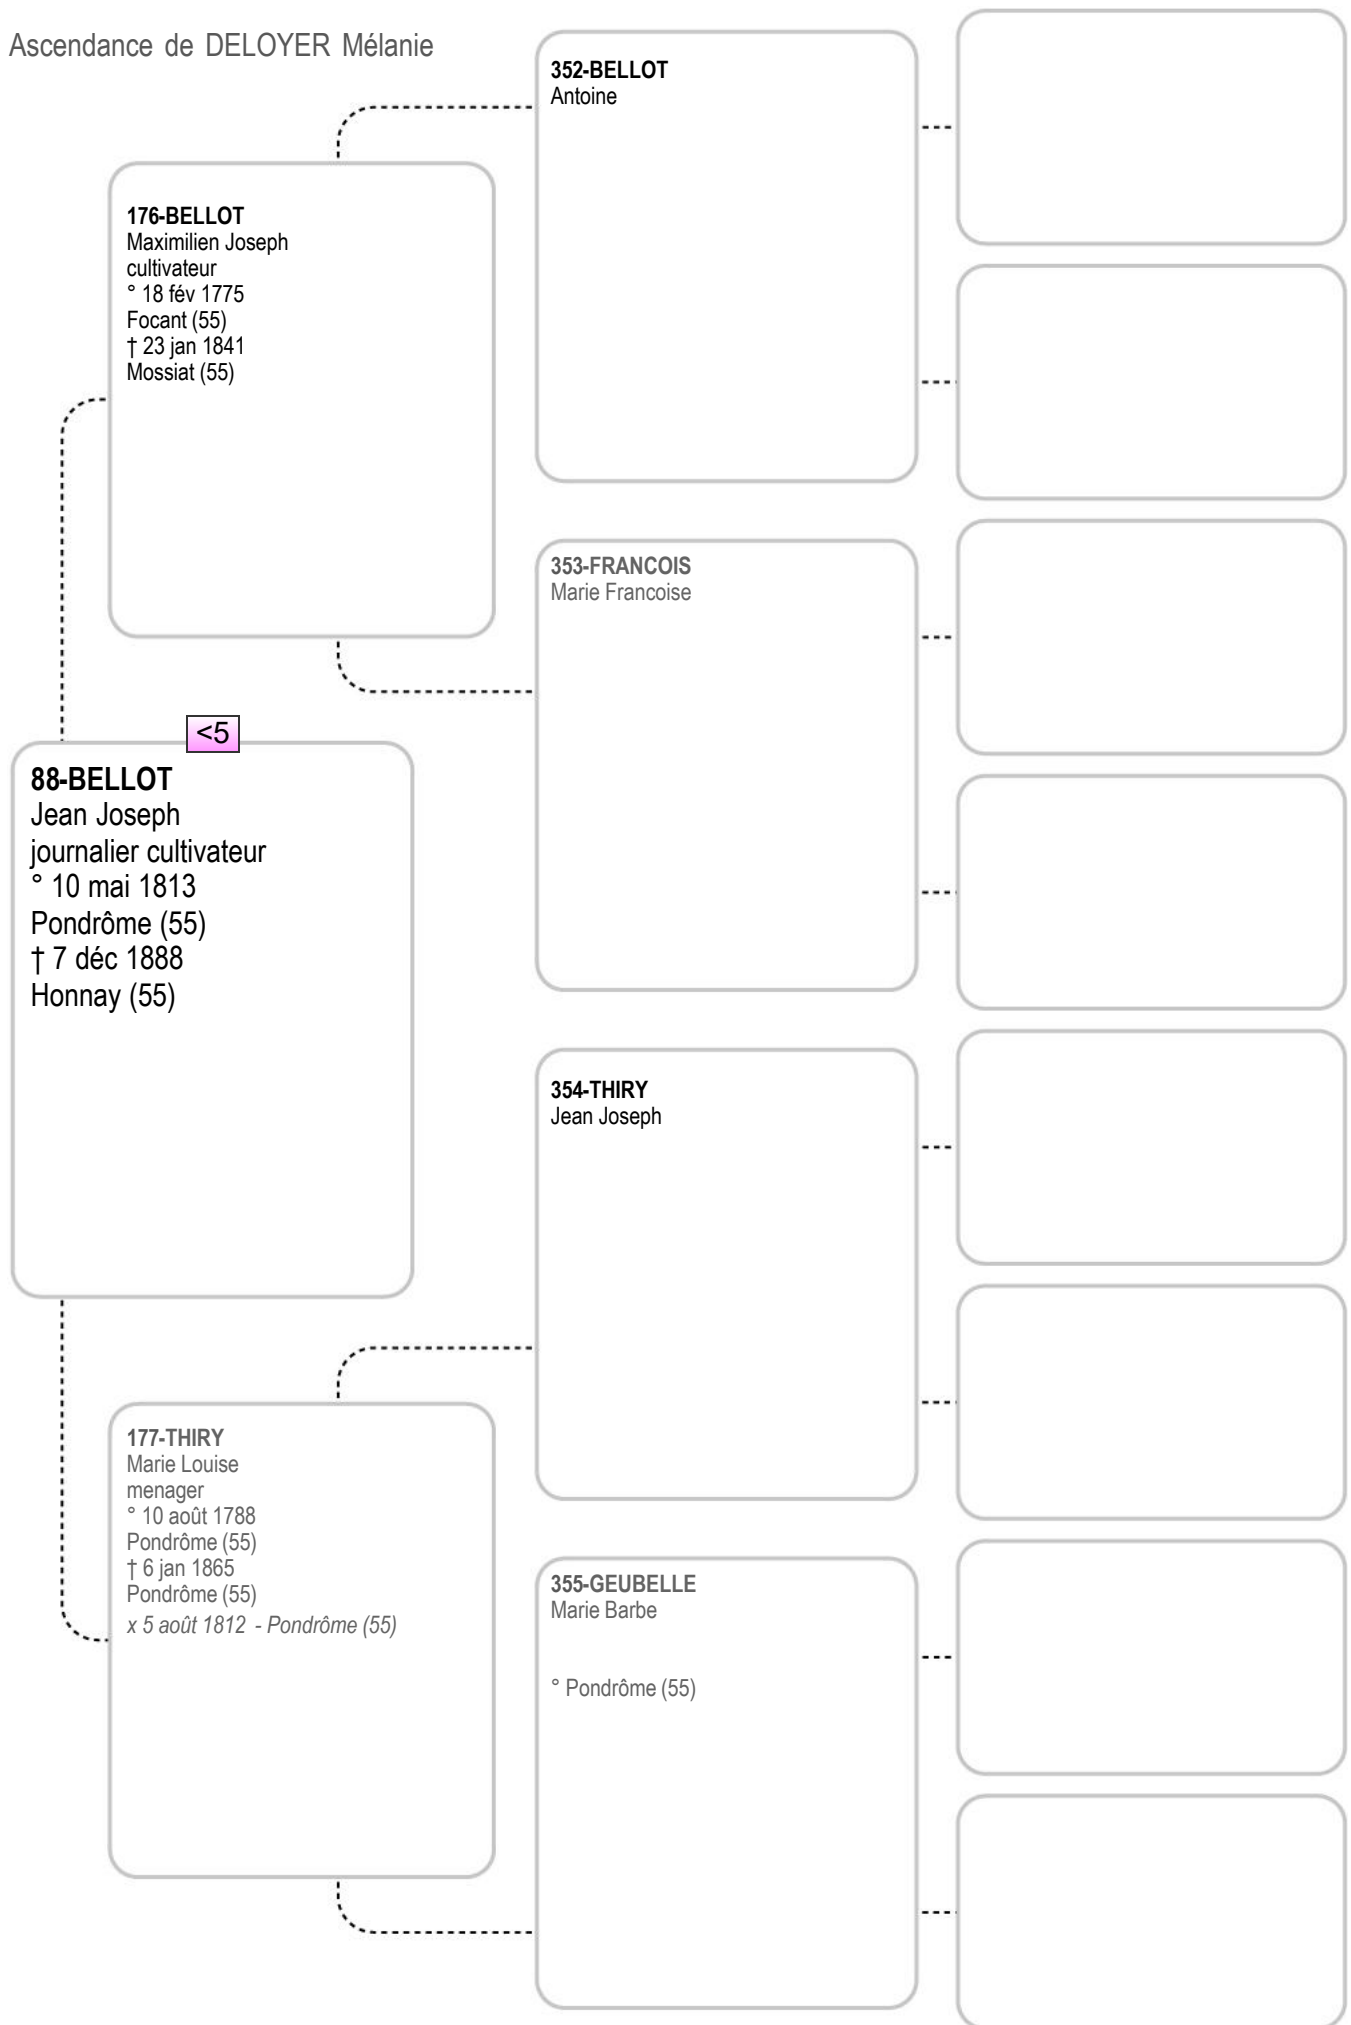 Ascendance de DELOYER Mélanie
352-BELLOT
Antoine
176-BELLOT
Maximilien Joseph
cultivateur
° 18 fév 1775
Focant (55)
† 23 jan 1841
Mossiat (55)
353-FRANCOIS
Marie Francoise
<5
88-BELLOT
Jean Joseph
journalier cultivateur
° 10 mai 1813
Pondrôme (55)
† 7 déc 1888
Honnay (55)
354-THIRY
Jean Joseph
177-THIRY
Marie Louise
menager
° 10 août 1788
Pondrôme (55)
† 6 jan 1865
Pondrôme (55)
x 5 août 1812 - Pondrôme (55)
355-GEUBELLE
Marie Barbe
° Pondrôme (55)